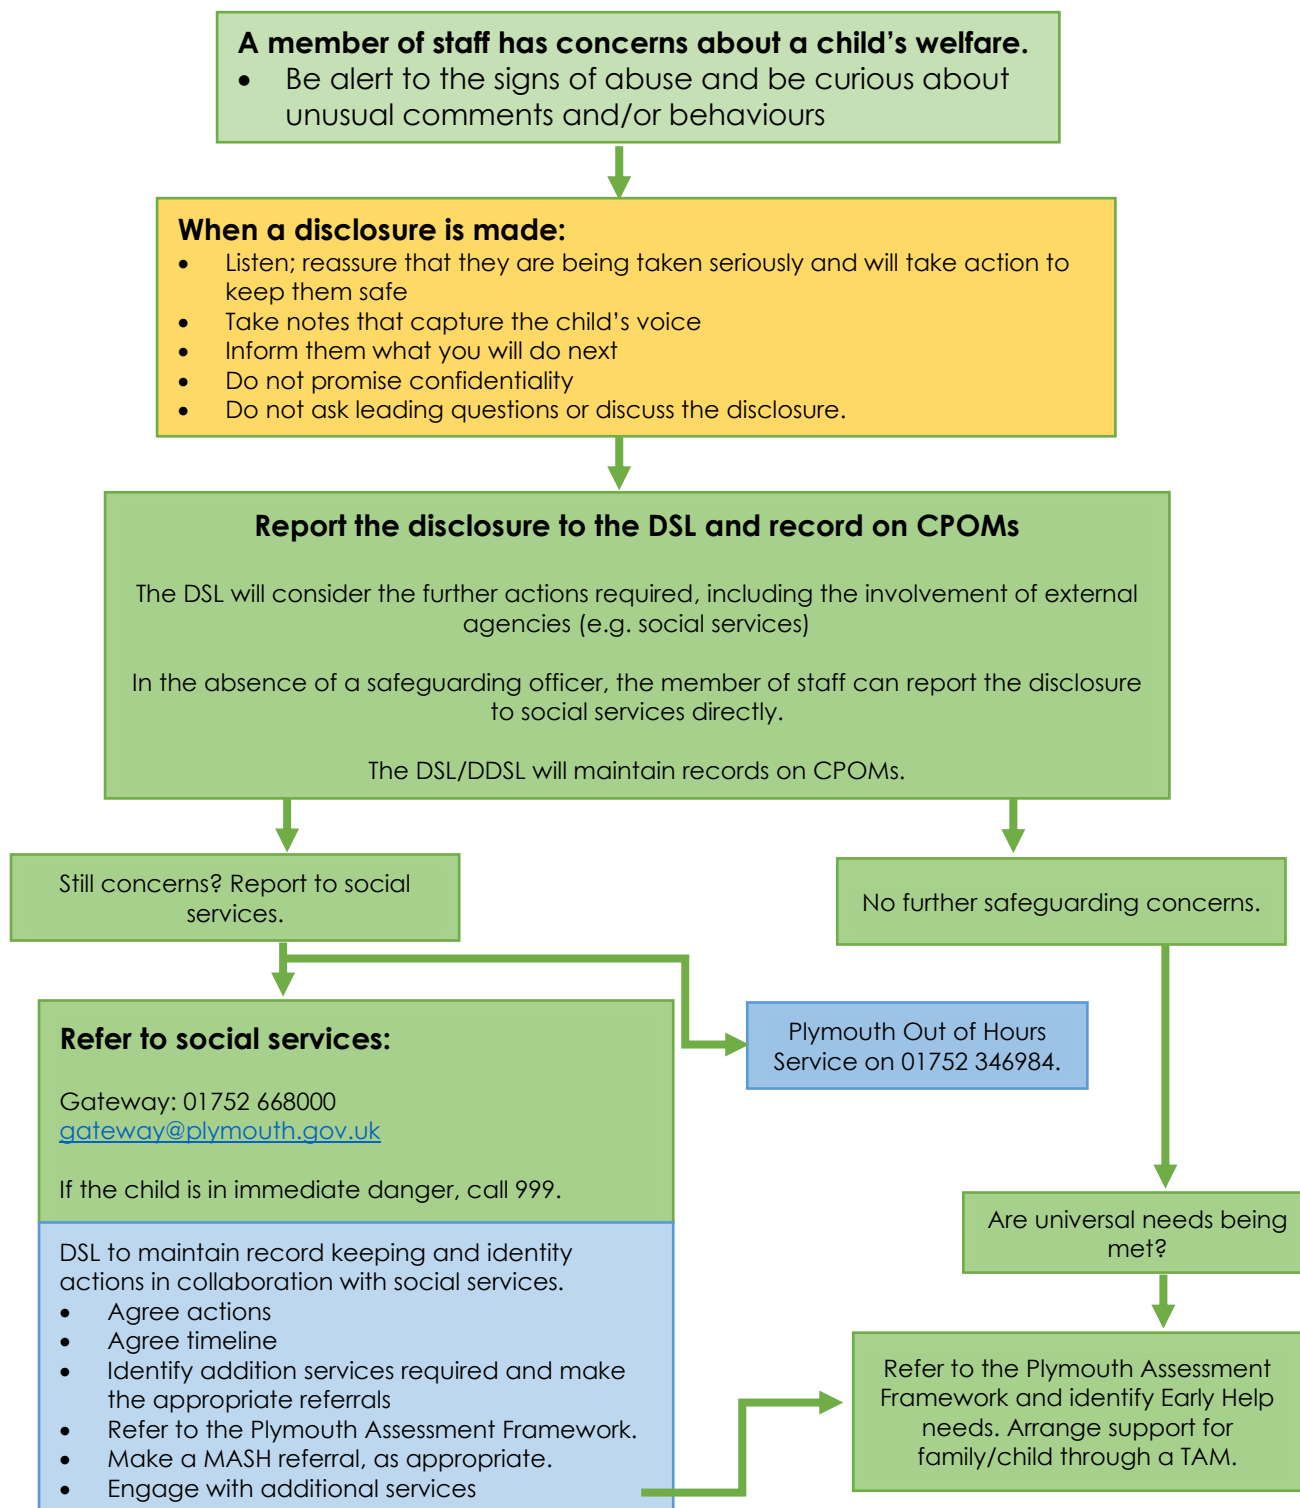 A member of staff has concerns about a child’s welfare.
• Be alert to the signs of abuse and be curious about
unusual comments and/or behaviours
When a disclosure is made:
• Listen; reassure that they are being taken seriously and will take action to
keep them safe
• Take notes that capture the child’s voice
• Inform them what you will do next
• Do not promise confidentiality
• Do not ask leading questions or discuss the disclosure.
Report the disclosure to the DSL and record on CPOMs
The DSL will consider the further actions required, including the involvement of external
agencies (e.g. social services)
In the absence of a safeguarding officer, the member of staff can report the disclosure
to social services directly.
The DSL/DDSL will maintain records on CPOMs.
Still concerns? Report to social
services.
No further safeguarding concerns.
Refer to social services:
Gateway: 01752 668000
gateway@plymouth.gov.uk
If the child is in immediate danger, call 999.
Plymouth Out of Hours
Service on 01752 346984.
DSL to maintain record keeping and identity
actions in collaboration with social services.
• Agree actions
• Agree timeline
• Identify addition services required and make
the appropriate referrals
• Refer to the Plymouth Assessment Framework.
• Make a MASH referral, as appropriate.
• Engage with additional services
Are universal needs being
met?
Refer to the Plymouth Assessment
Framework and identify Early Help
needs. Arrange support for
family/child through a TAM.